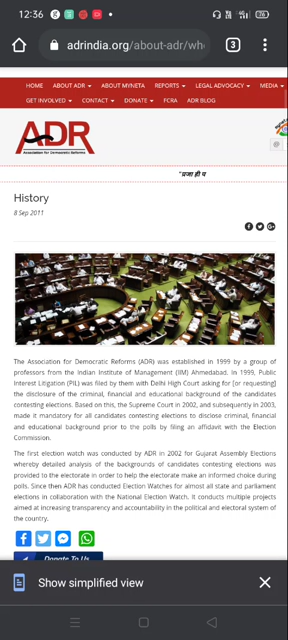 12:36
76
adrindia.org/about-adr/wh
3
HOME ABOUT ADR ABOUT MYNETA REPORTS LEGAL ADVOCACY MEDIA
GET INVOLVED CONTACT DONATE FCRA ADR BLOG
ADR
Association for Democratic Reforms
@
"प्रजा ही प
History
8 Sep 2011
The Association for Democratic Reforms (ADR) was established in 1999 by a group of
professors from the Indian Institute of Management (IIM) Ahmedabad. In 1999, Public
Interest Litigation (PIL) was filed by them with Delhi High Court asking for [or requesting]
the disclosure of the criminal, financial and educational background of the candidates
contesting elections. Based on this, the Supreme Court in 2002, and subsequently in 2003,
made it mandatory for all candidates contesting elections to disclose criminal, financial
and educational background prior to the polls by filing an affidavit with the Election
Commission.
The first election watch was conducted by ADR in 2002 for Gujarat Assembly Elections
whereby detailed analysis of the backgrounds of candidates contesting elections was
provided to the electorate in order to help the electorate make an informed choice during
polls. Since then ADR has conducted Election Watches for almost all state and parliament
elections in collaboration with the National Election Watch. It conducts multiple projects
aimed at increasing transparency and accountability in the political and electoral system of
the country.
Donate To Us
Show simplified view